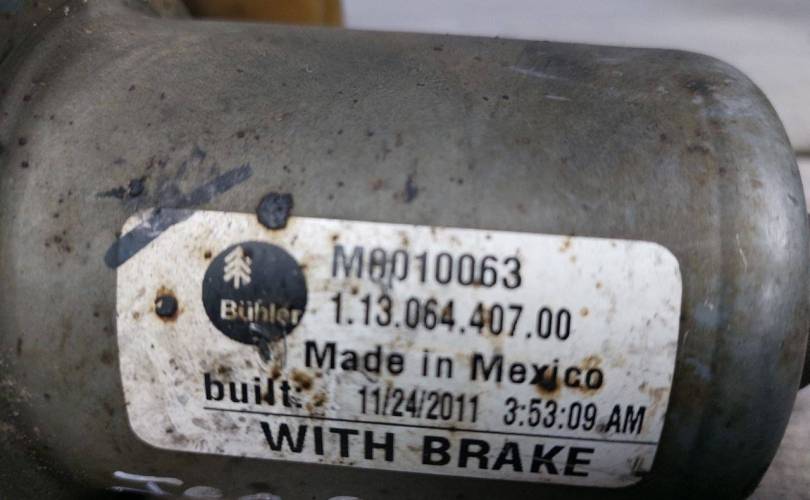 Bühler
M0010063
1.13.064.407.00
Made in Mexico
built: 11/24/2011 3:53:09 AM
WITH BRAKE